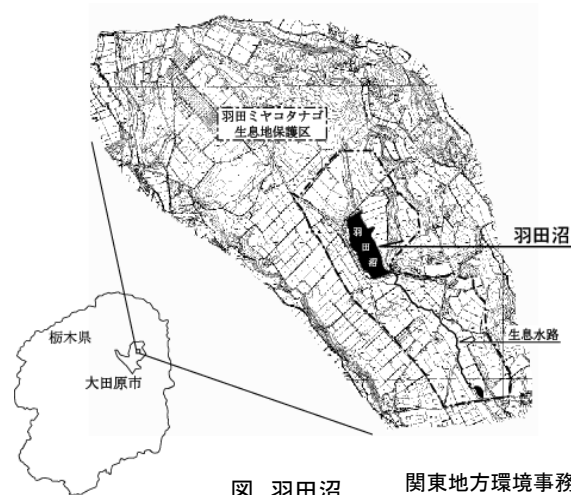 羽田ミヤコタナゴ
生息地保護区
羽田沼
羽田沼
生息水路
栃木県
大田原市
図 羽田沼
関東地方環境事務